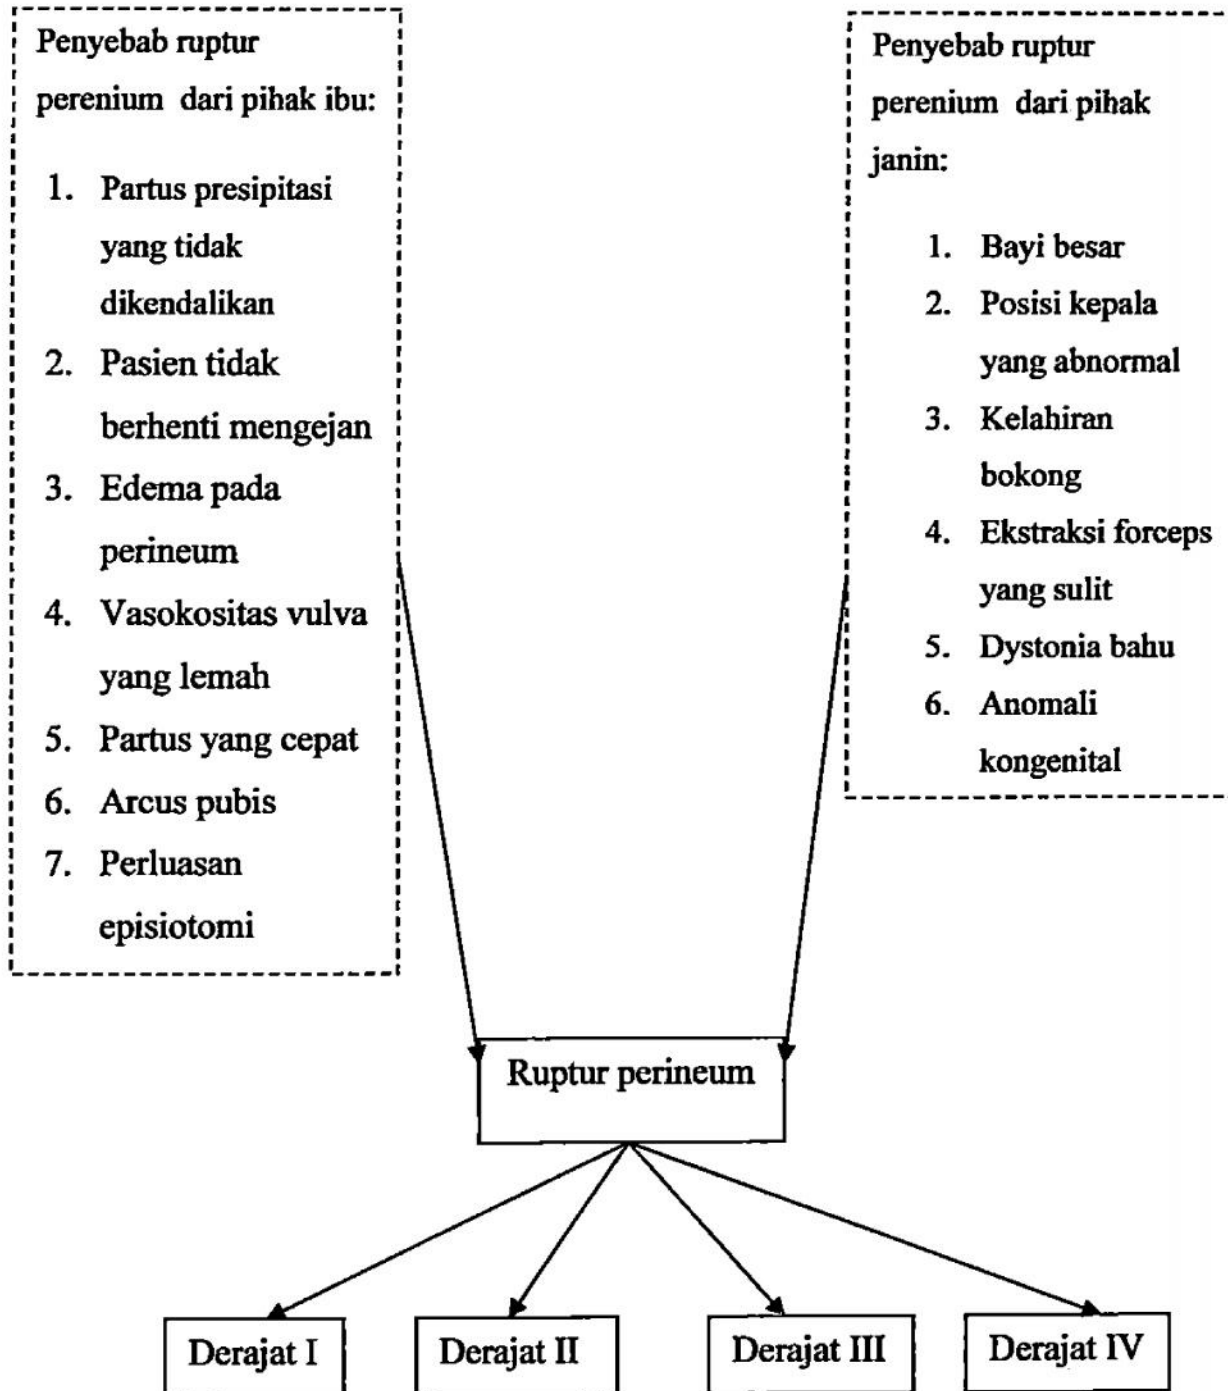 Penyebab ruptur
perenium dari pihak ibu:
1. Partus presipitasi
yang tidak
dikendalikan
2. Pasien tidak
berhenti mengejan
3. Edema pada
perineum
4. Vasokositas vulva
yang lemah
5. Partus yang cepat
6. Arcus pubis
7. Perluasan
episiotomi
Penyebab ruptur
perenium dari pihak
janin:
1. Bayi besar
2. Posisi kepala
yang abnormal
3. Kelahiran
bokong
4. Ekstraksi forceps
yang sulit
5. Dystonia bahu
6. Anomali
kongenital
Ruptur perineum
Derajat I
Derajat II
Derajat III
Derajat IV